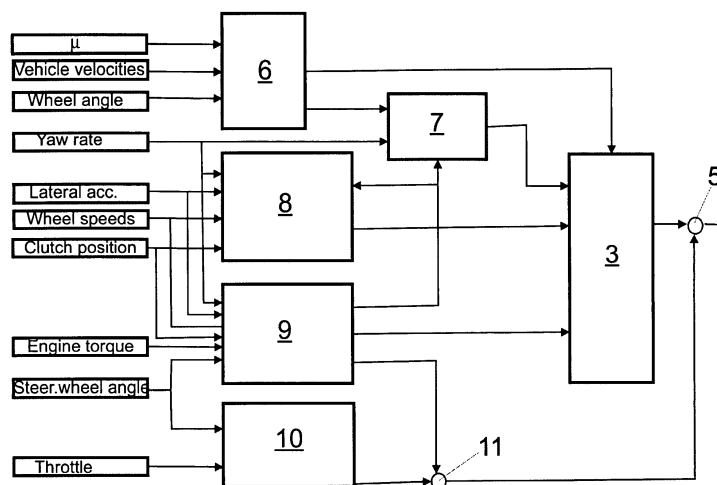 μ
Vehicle velocities
Wheel angle
Yaw rate
Lateral acc.
Wheel speeds
Clutch position
Engine torque
Steer.wheel angle
Throttle
6
7
8
9
10
3
5
11